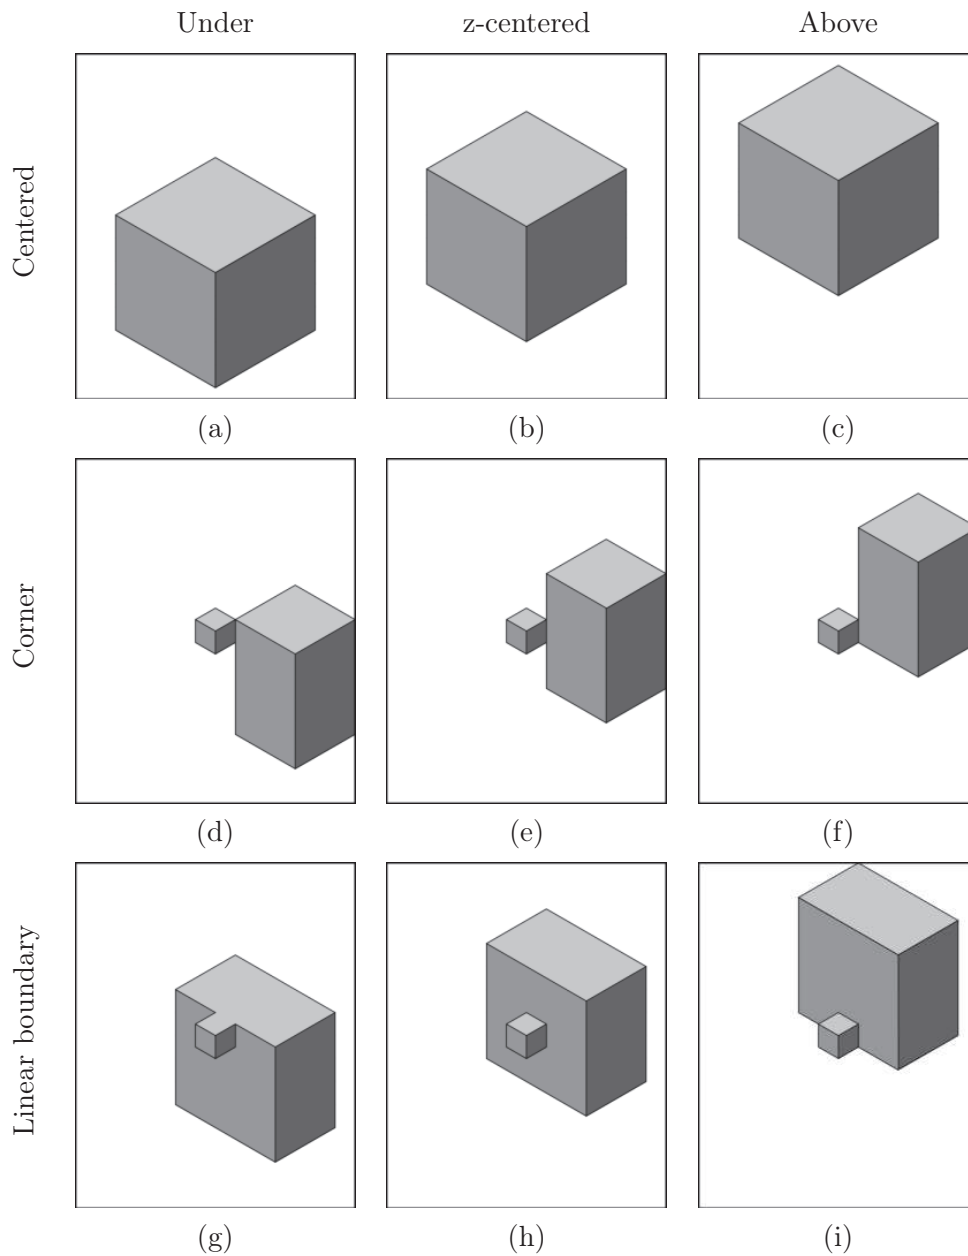 Under z-centered Above
Centered
(a) (b) (c)
Corner
(d) (e) (f)
Linear boundary
(g) (h) (i)